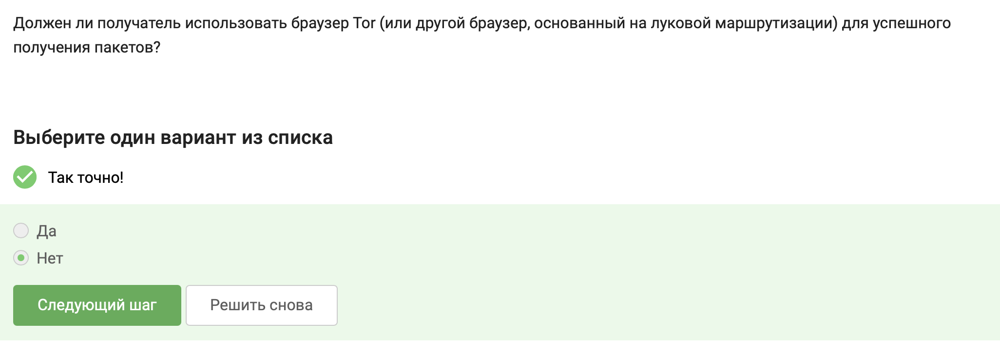 Должен ли получатель использовать браузер Tor (или другой браузер, основанный на луковой маршрутизации) для успешного
получения пакетов?
Выберите один вариант из списка
Так точно!
Да
Нет
Следующий шаг
Решить снова